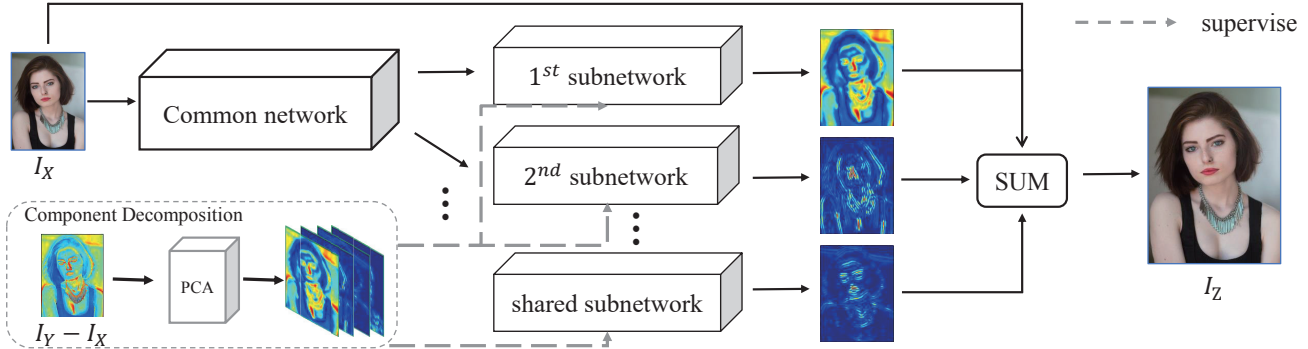 supervise
1st subnetwork
Common network
I_X
2nd subnetwork
SUM
Component Decomposition
PCA
shared subnetwork
I_Y − I_X
I_Z